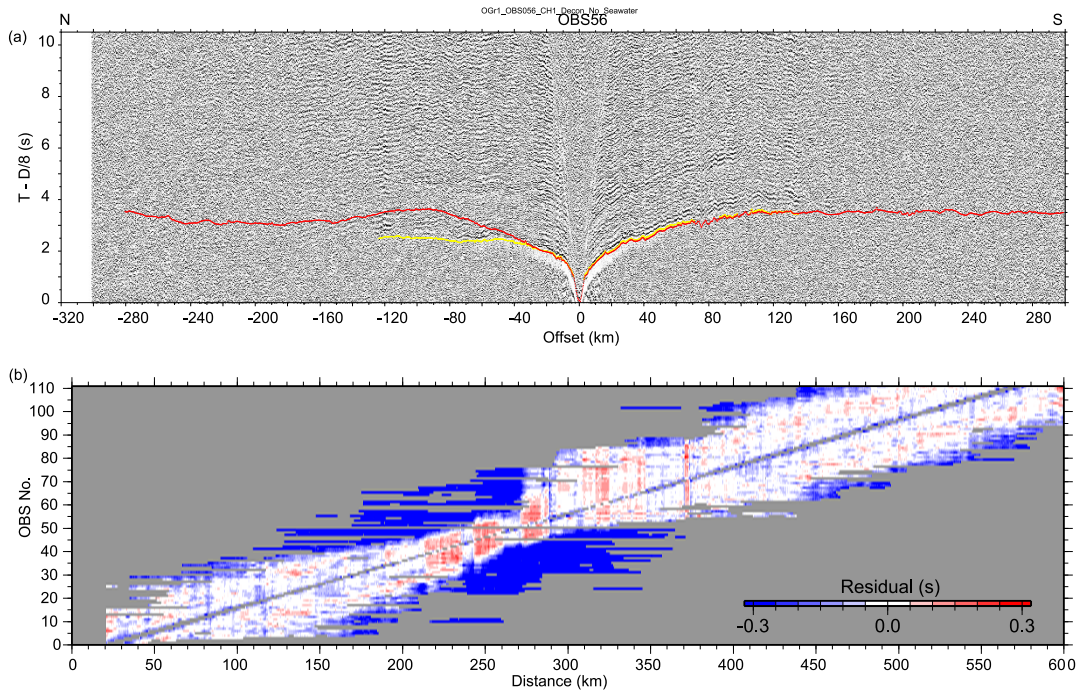 OGr1_OBS056_CH1_Decon_No_Seawater
N OBS56 S
(a)
10
8
6
4
2
0
T - D/8 (s)
-320 -280 -240 -200 -160 -120 -80 -40 0 40 80 120 160 200 240 280
Offset (km)
(b)
110
100
90
80
70
60
50
40
30
20
10
0
OBS No.
Residual (s)
-0.3 0.0 0.3
0 50 100 150 200 250 300 350 400 450 500 550 600
Distance (km)